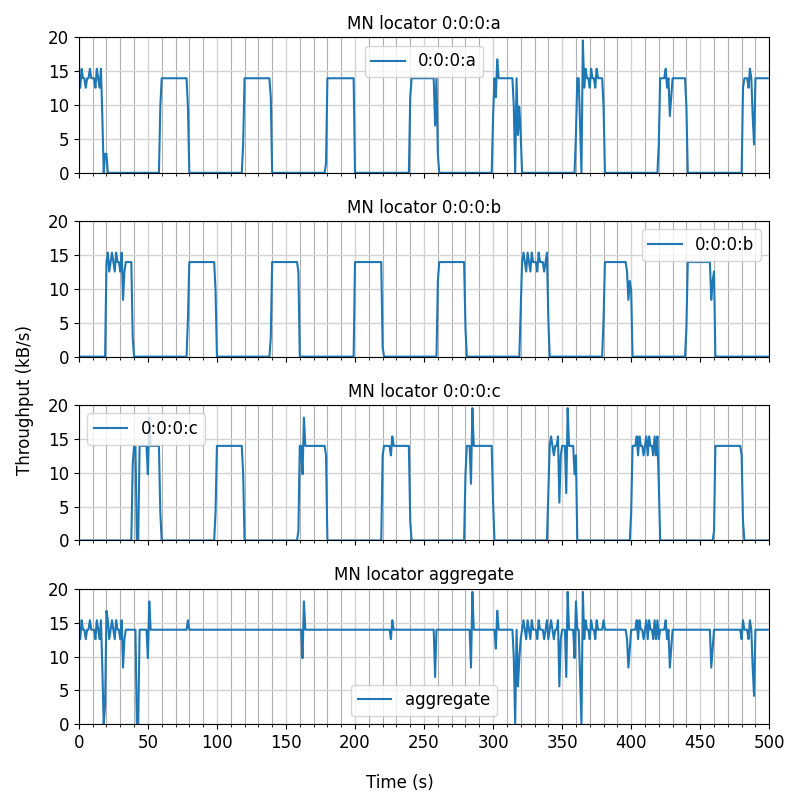 MN locator 0:0:0:a
20
15
10
5
0
0:0:0:a
MN locator 0:0:0:b
20
15
10
5
0
0:0:0:b
Throughput (kB/s)
MN locator 0:0:0:c
20
15
10
5
0
0:0:0:c
MN locator aggregate
20
15
10
5
0
aggregate
0 50 100 150 200 250 300 350 400 450 500
Time (s)